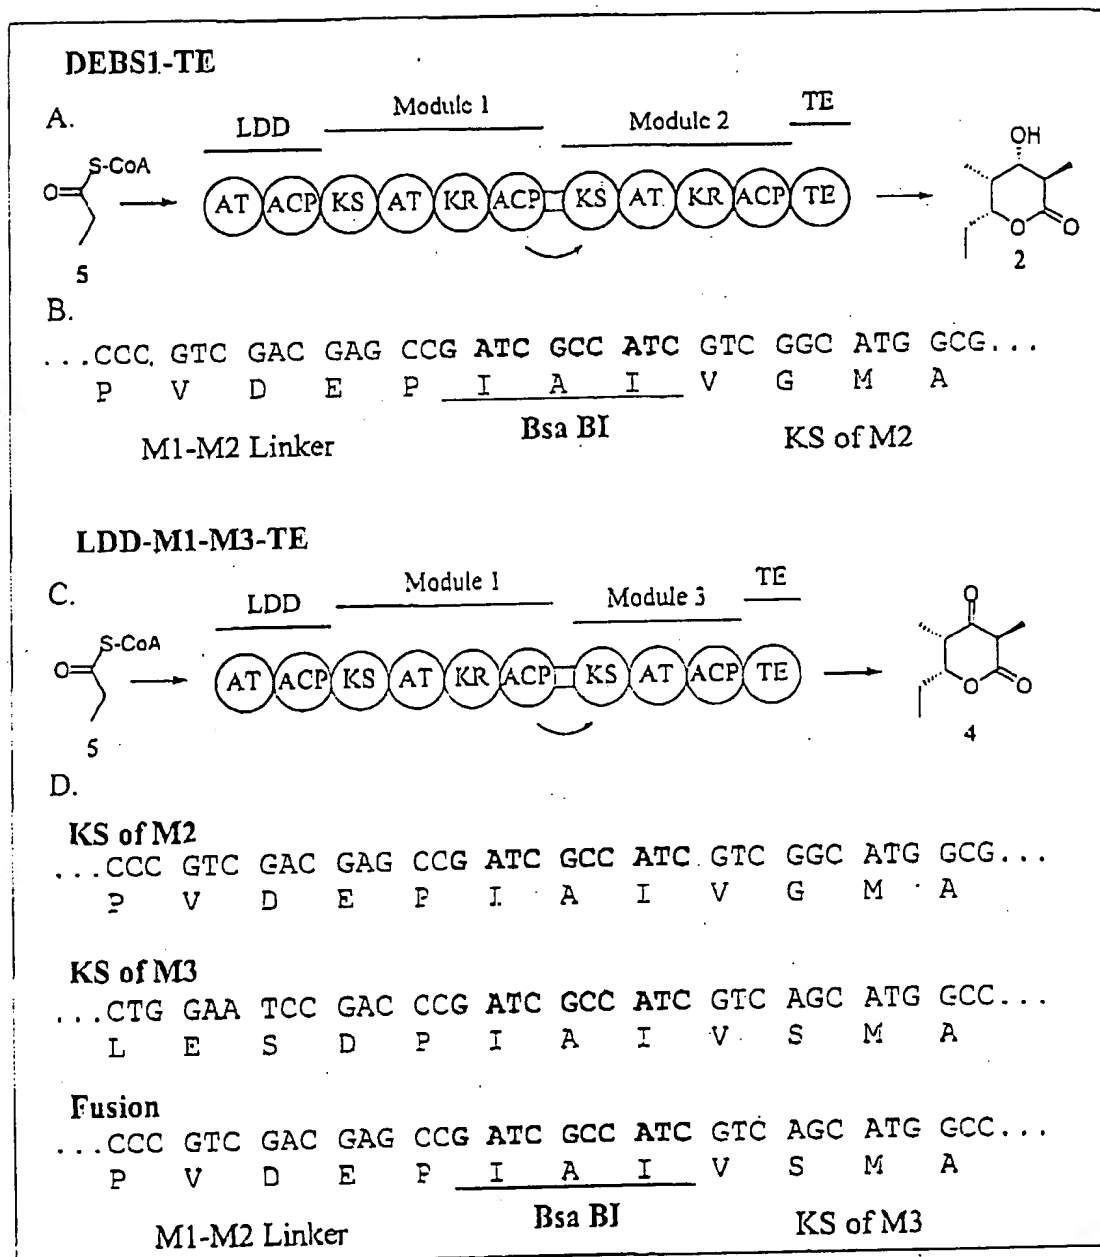 DEBS1-TE
A.
LDD Module 1 Module 2 TE
S-CoA
O
AT ACP KS AT KR ACP KS AT KR ACP TE
OH
O O
5
2
B.
...CCC GTC GAC GAG CCG ATC GCC ATC GTC GGC ATG GCG...
P V D E P I A I V G M A
M1-M2 Linker Bsa BI KS of M2
LDD-M1-M3-TE
C.
LDD Module 1 Module 3 TE
S-CoA
O
AT ACP KS AT KR ACP KS AT ACP TE
O
O O
5
4
D.
KS of M2
...CCC GTC GAC GAG CCG ATC GCC ATC GTC GGC ATG GCG...
P V D E P I A I V G M A
KS of M3
...CTG GAA TCC GAC CCG ATC GCC ATC GTC AGC ATG GCC...
L E S D P I A I V S M A
Fusion
...CCC GTC GAC GAG CCG ATC GCC ATC GTC AGC ATG GCC...
P V D E P I A I V S M A
M1-M2 Linker Bsa BI KS of M3